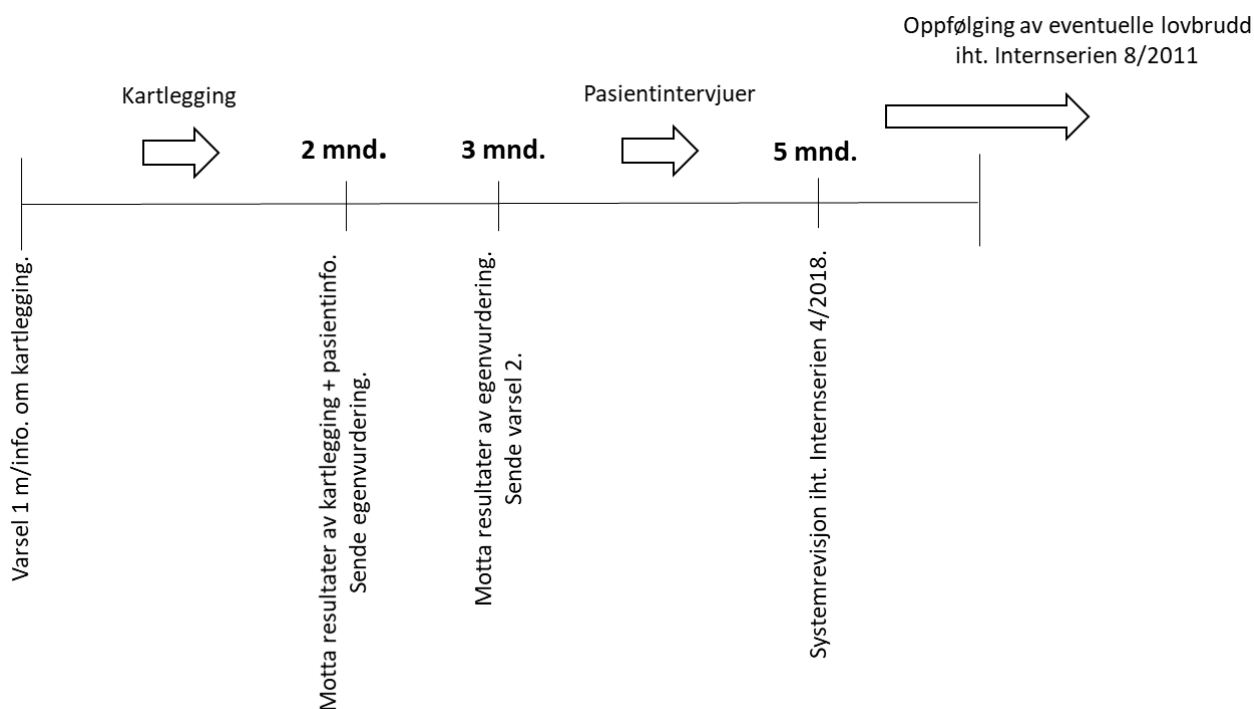 Oppfølging av eventuelle lovbrudd
iht. Internserien 8/2011
Kartlegging
Pasientintervjuer
2 mnd.
3 mnd.
5 mnd.
Varsel 1 m/info. om kartlegging.
Motta resultater av kartlegging + pasientinfo.
Sende egenvurdering.
Motta resultater av egenvurdering.
Sende varsel 2.
Systemrevisjon iht. Internserien 4/2018.